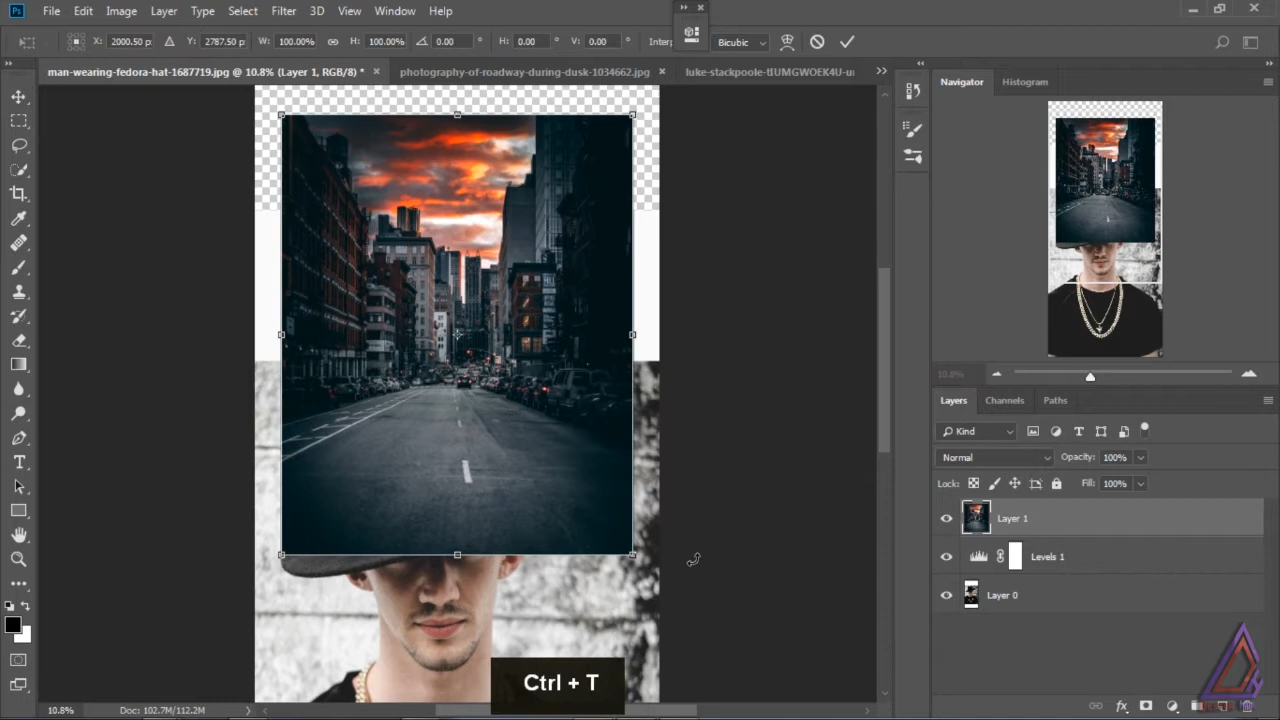 Ps File Edit Image Layer Type Select Filter 3D View Window Help
X: 2000.50 p: Y: 2787.50 p: W: 100.00% H: 100.00% 0.00 ° H: 0.00 ° V: 0.00 ° Inter Bicubic
man-wearing-fedora-hat-1687719.jpg @ 10.8% (Layer 1, RGB/8) * × photography-of-roadway-during-dusk-1034662.jpg ×
Navigator Histogram
10.8%
Layers Channels Paths
Kind
Normal Opacity: 100%
Lock: Fill: 100%
Layer 1
Levels 1
Layer 0
Ctrl + T
10.8% Doc: 102.7M/112.2M